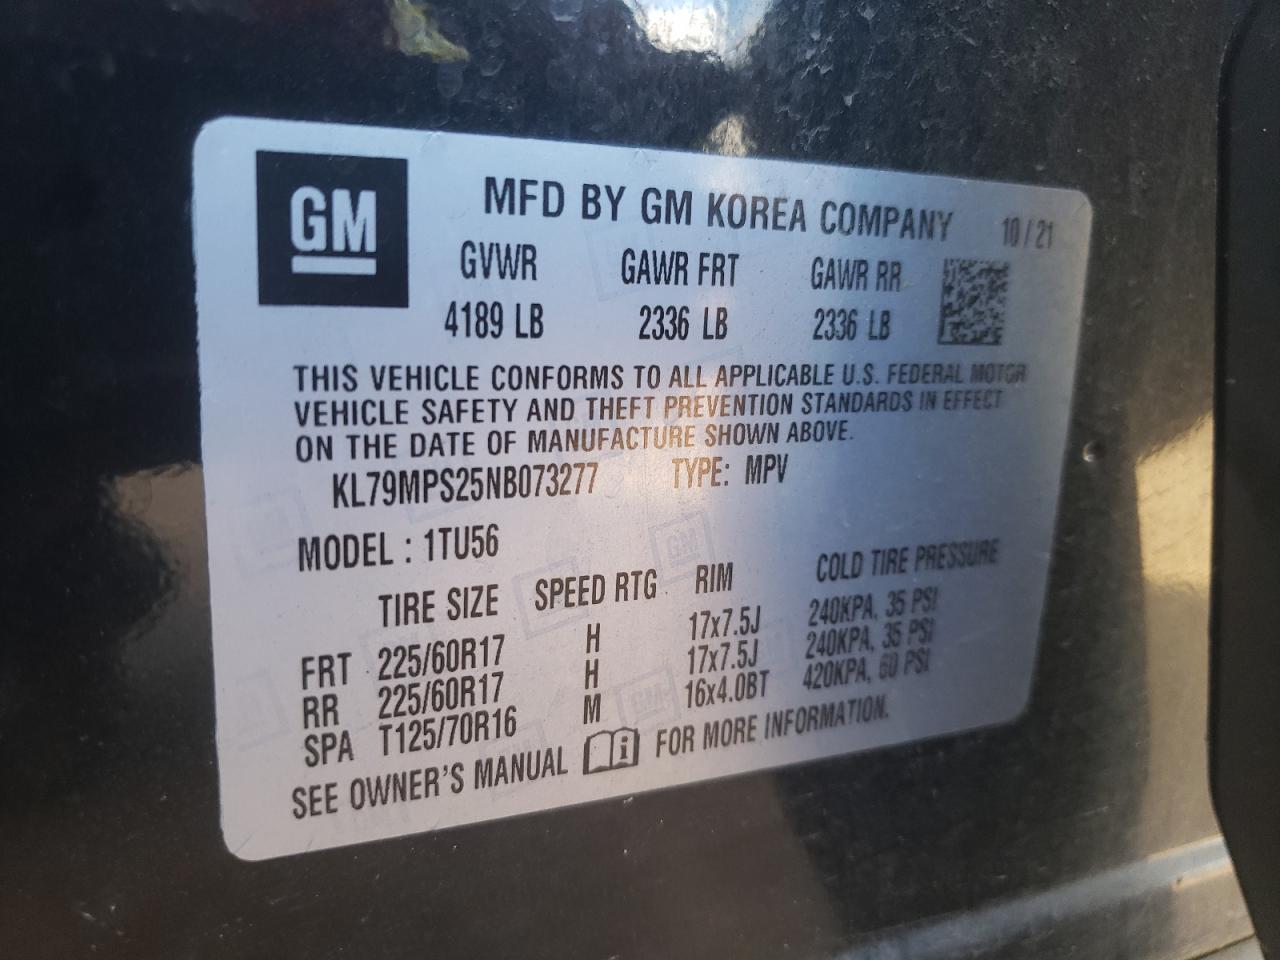 GM
MFD BY GM KOREA COMPANY 10/21
GVWR GAWR FRT GAWR RR
4189 LB 2336 LB 2336 LB
THIS VEHICLE CONFORMS TO ALL APPLICABLE U.S. FEDERAL MOTOR
VEHICLE SAFETY AND THEFT PREVENTION STANDARDS IN EFFECT
ON THE DATE OF MANUFACTURE SHOWN ABOVE.
KL79MPS25NB073277 TYPE: MPV
MODEL : 1TU56
TIRE SIZE SPEED RTG RIM COLD TIRE PRESSURE
FRT 225/60R17 H 17x7.5J 240KPA, 35 PSI
RR 225/60R17 H 17x7.5J 240KPA, 35 PSI
SPA T125/70R16 M 16x4.0BT 420KPA, 60 PSI
SEE OWNER'S MANUAL i FOR MORE INFORMATION.